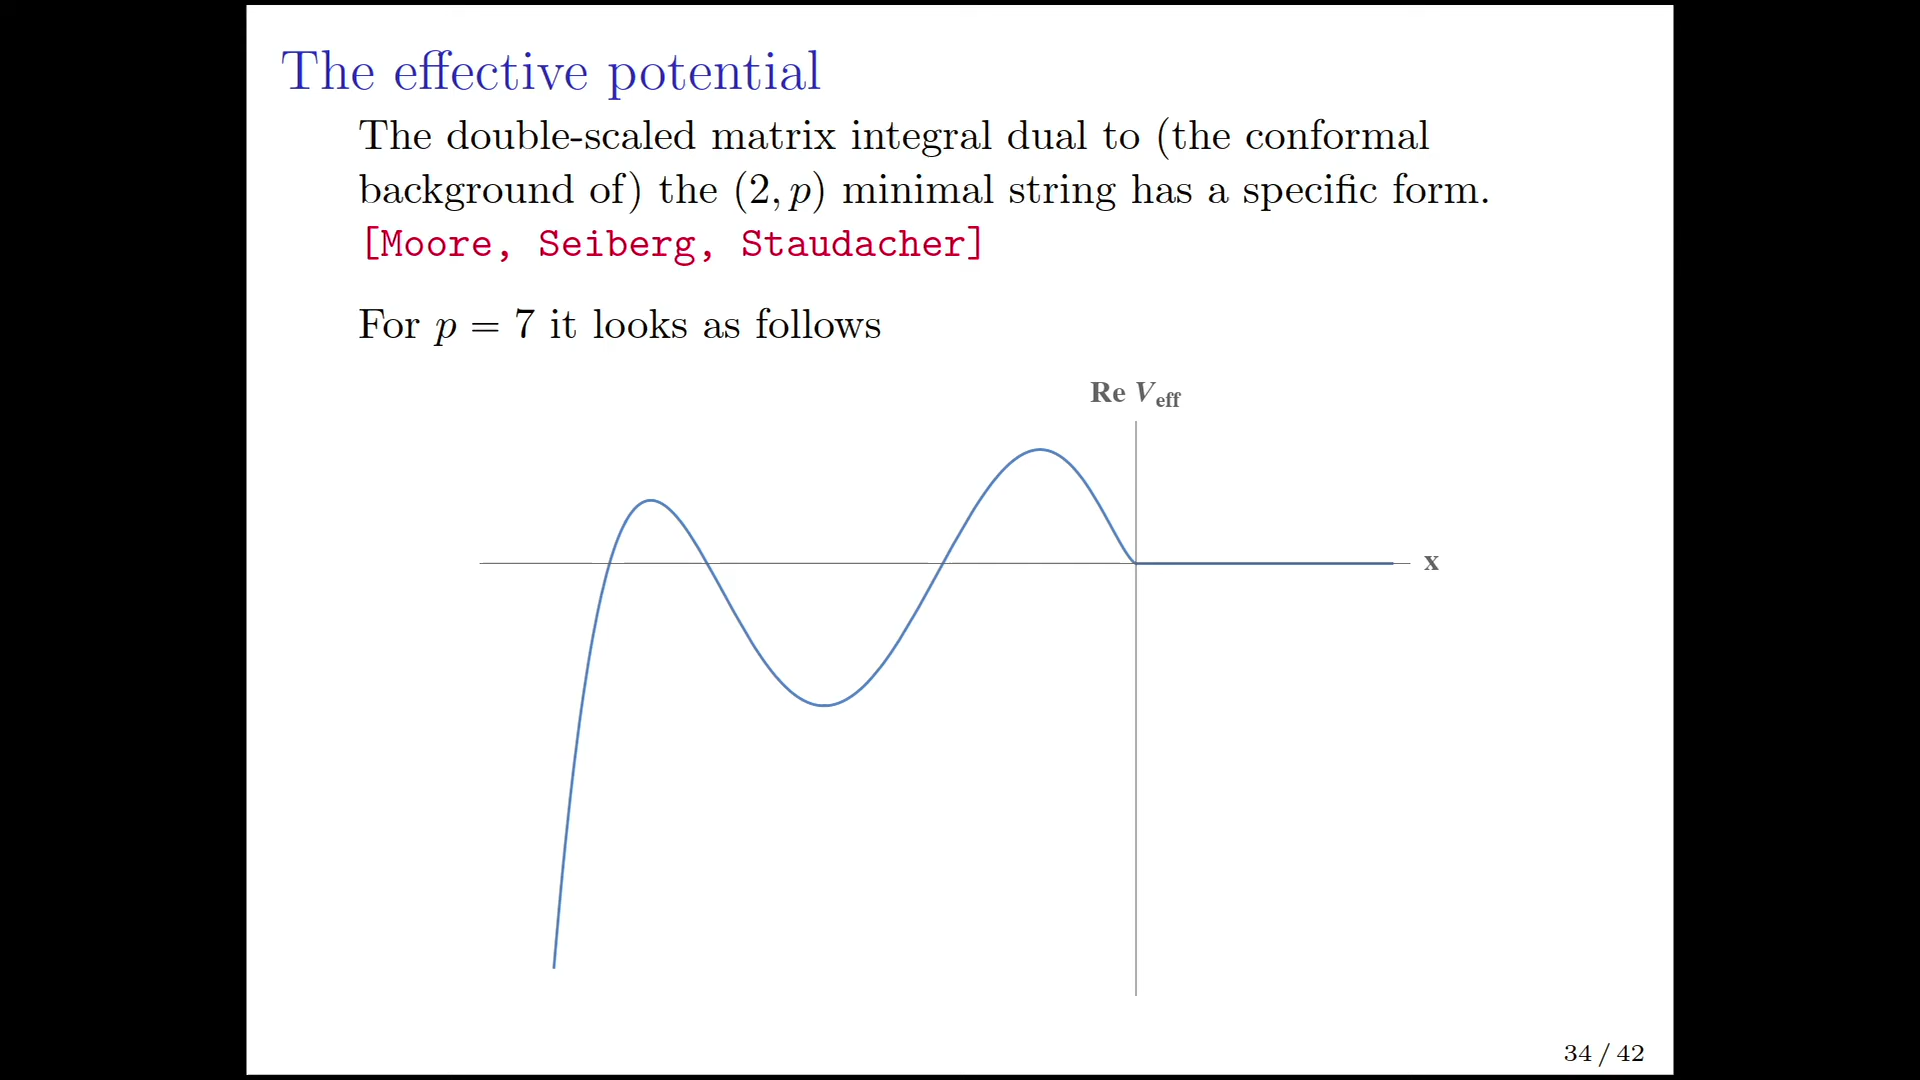 The effective potential
The double-scaled matrix integral dual to (the conformal
background of) the (2, p) minimal string has a specific form.
[Moore, Seiberg, Staudacher]
For p = 7 it looks as follows
Re V_eff
x
34 / 42